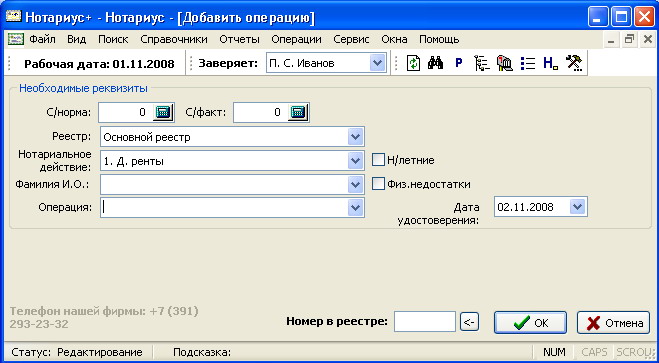 Нотариус+ - Нотариус - [Добавить операцию]
Файл Вид Поиск Справочники Отчеты Операции Сервис Окна Помощь
Рабочая дата: 01.11.2008 Заверяет: П. С. Иванов P H
Необходимые реквизиты
С/норма: 0 С/факт: 0
Реестр: Основной реестр
Нотариальное действие: 1. Д. ренты Н/летние
Фамилия И.О.: Физ.недостатки
Операция: Дата удостоверения: 02.11.2008
Телефон нашей фирмы: +7 (391)
293-23-32
Номер в реестре: <- OK Отмена
Статус: Редактирование Подсказка: NUM CAPS SCROLL